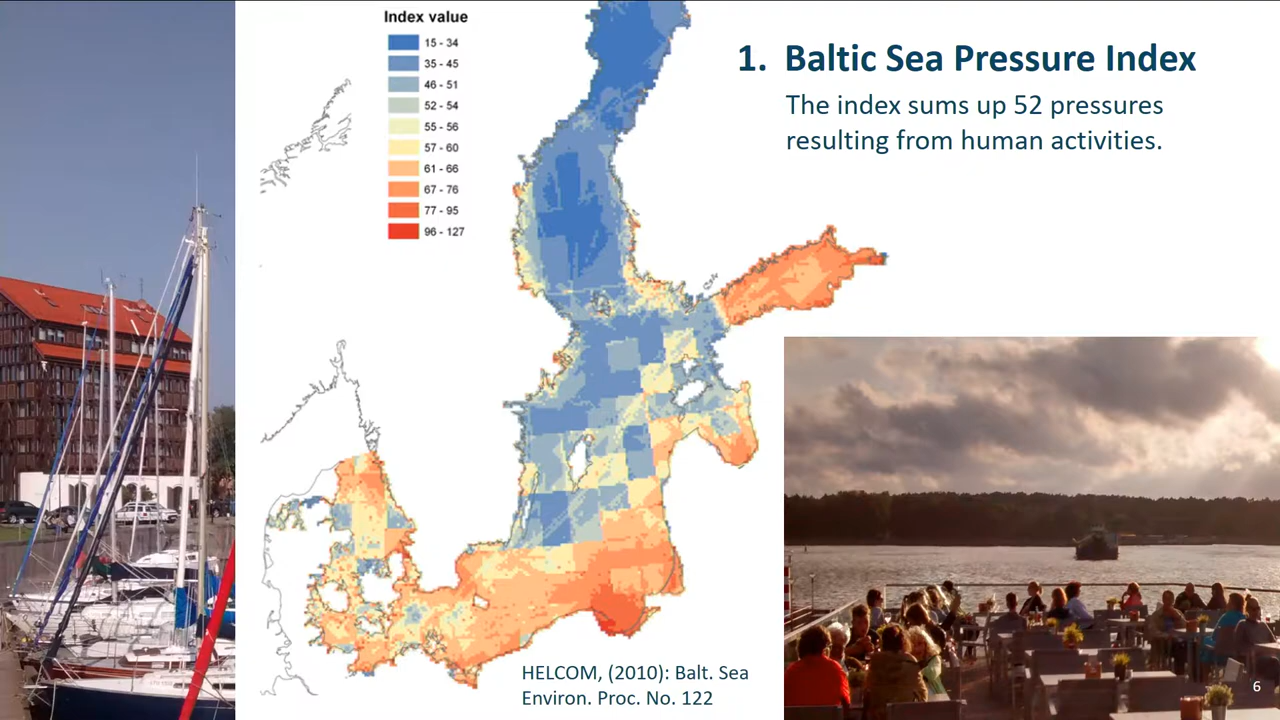 Index value
15 - 34
35 - 45
46 - 51
52 - 54
55 - 56
57 - 60
61 - 66
67 - 76
77 - 95
96 - 127
1. Baltic Sea Pressure Index
The index sums up 52 pressures
resulting from human activities.
HELCOM, (2010): Balt. Sea
Environ. Proc. No. 122
6